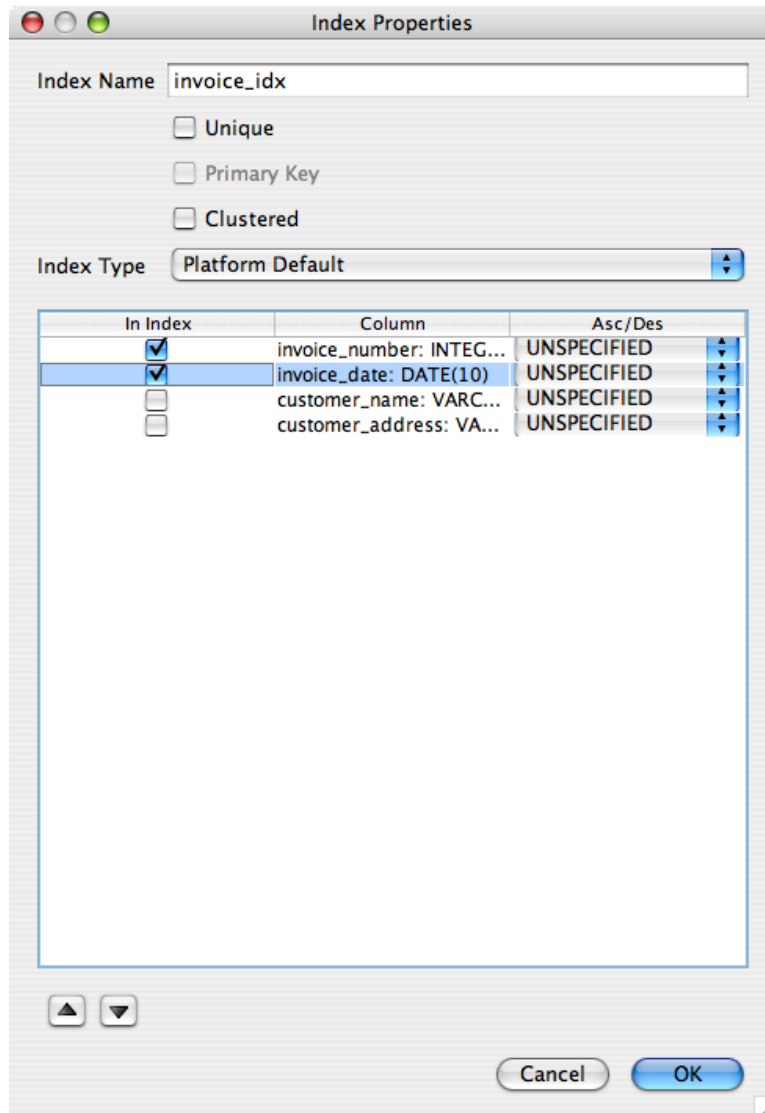 Index Properties
Index Name invoice_idx
Unique
Primary Key
Clustered
Index Type Platform Default
In Index Column Asc/Des
invoice_number: INTEG... UNSPECIFIED
invoice_date: DATE(10) UNSPECIFIED
customer_name: VARC... UNSPECIFIED
customer_address: VA... UNSPECIFIED
Cancel OK